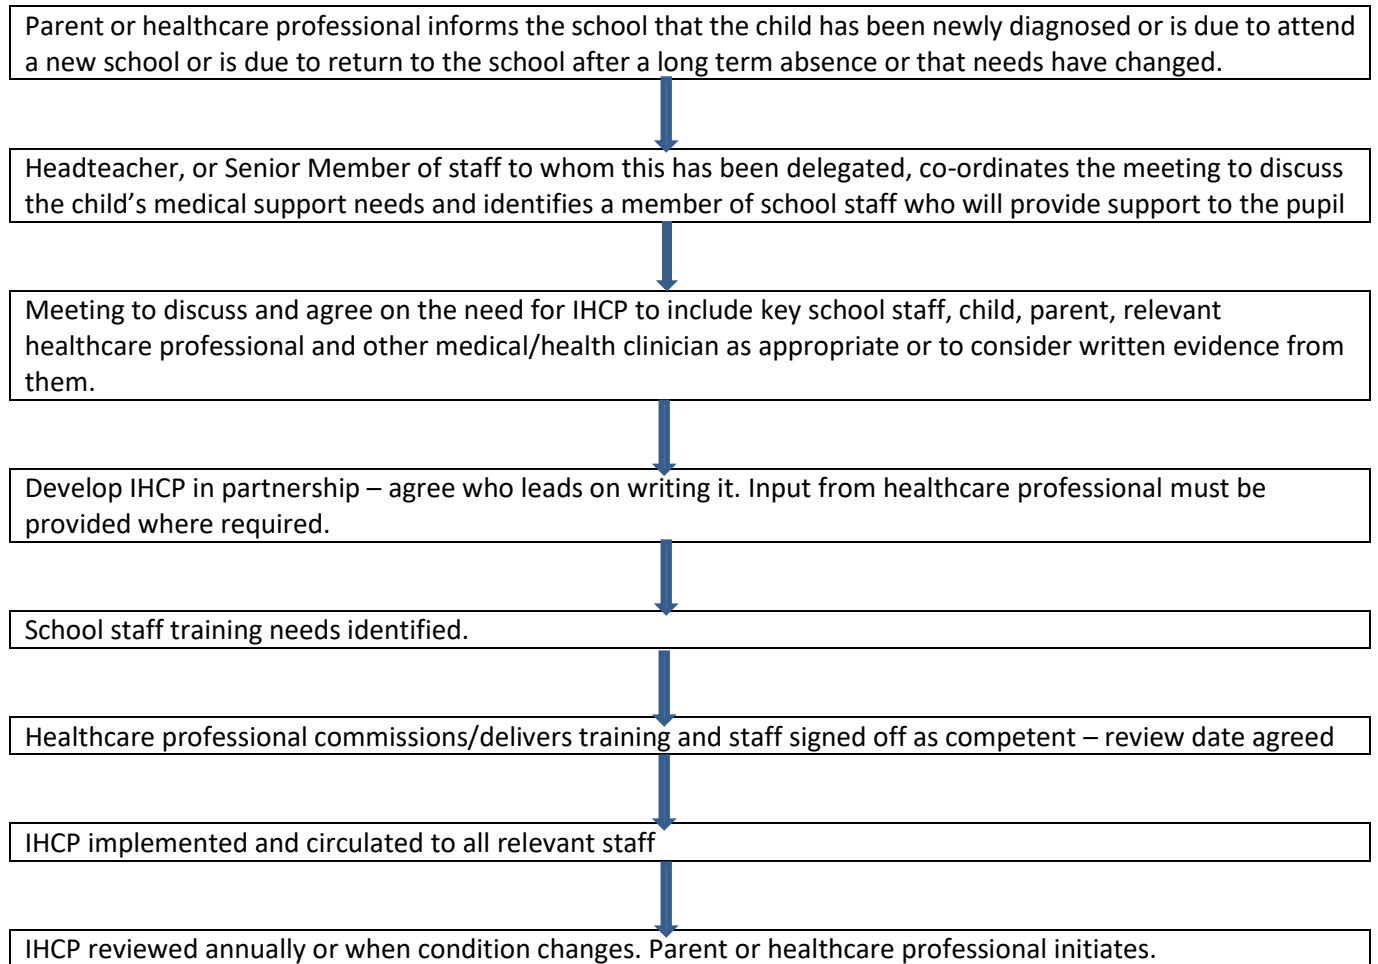 Parent or healthcare professional informs the school that the child has been newly diagnosed or is due to attend
a new school or is due to return to the school after a long term absence or that needs have changed.
Headteacher, or Senior Member of staff to whom this has been delegated, co-ordinates the meeting to discuss
the child’s medical support needs and identifies a member of school staff who will provide support to the pupil
Meeting to discuss and agree on the need for IHCP to include key school staff, child, parent, relevant
healthcare professional and other medical/health clinician as appropriate or to consider written evidence from
them.
Develop IHCP in partnership – agree who leads on writing it. Input from healthcare professional must be
provided where required.
School staff training needs identified.
Healthcare professional commissions/delivers training and staff signed off as competent – review date agreed
IHCP implemented and circulated to all relevant staff
IHCP reviewed annually or when condition changes. Parent or healthcare professional initiates.